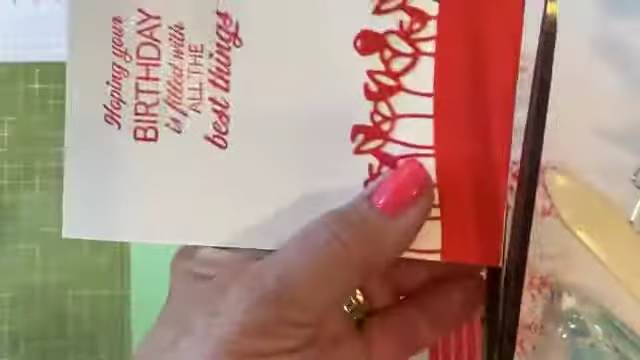 Hoping your
BIRTHDAY
is filled with
ALL THE
best things